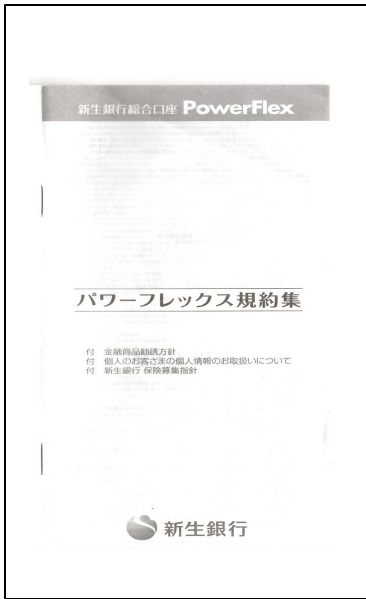 新生銀行総合口座 PowerFlex
パワーフレックス規約集
付 金融商品勧誘方針
付 個人のお客さまの個人情報のお取扱いについて
付 新生銀行 保険募集指針
新生銀行